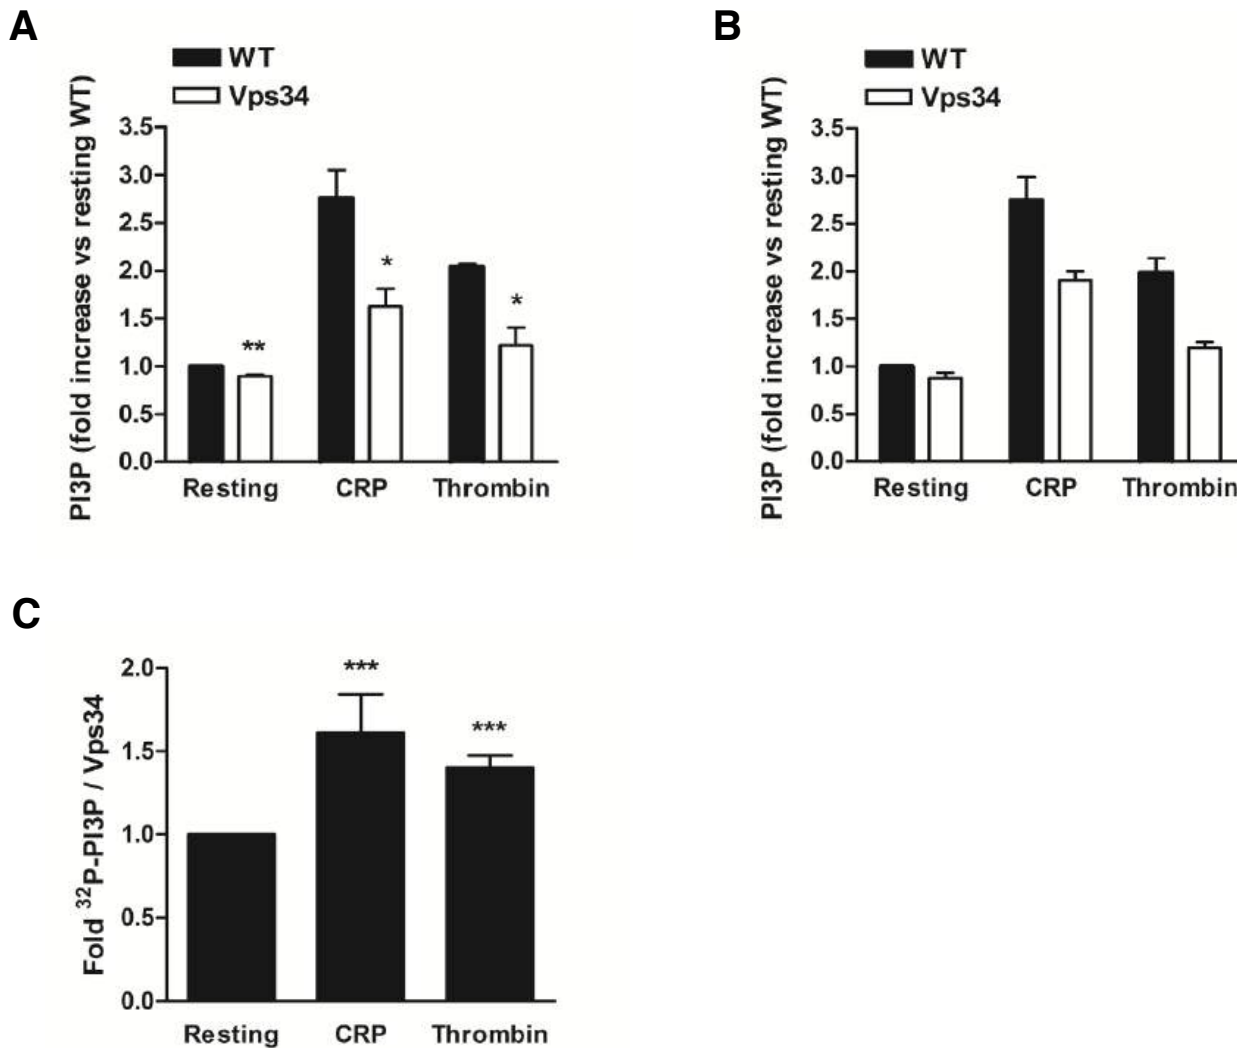 A
WT
Vps34
PI3P (fold increase vs resting WT)
3.5
3.0
2.5
2.0
1.5
1.0
0.5
0.0
**
*
*
Resting CRP Thrombin
B
WT
Vps34
PI3P (fold increase vs resting WT)
3.5
3.0
2.5
2.0
1.5
1.0
0.5
0.0
Resting CRP Thrombin
C
Fold ³²P-PI3P / Vps34
2.0
1.5
1.0
0.5
0.0
***
***
Resting CRP Thrombin